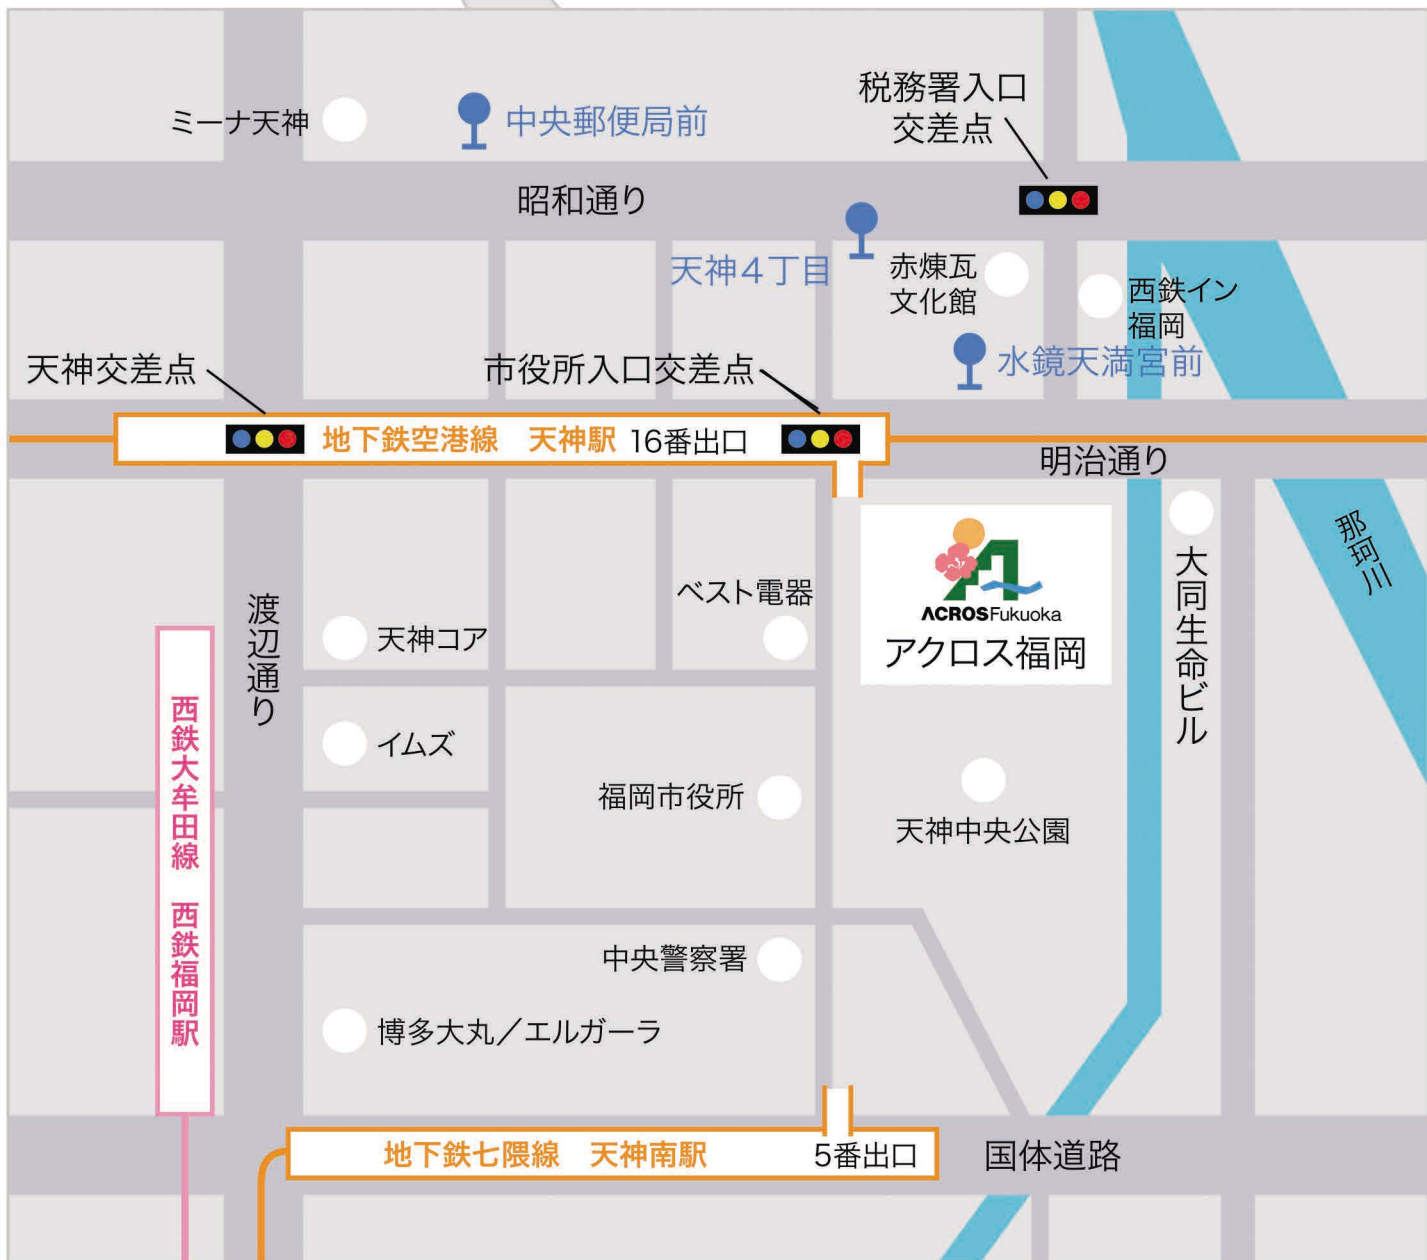 税務署入口
交差点
ミーナ天神
中央郵便局前
昭和通り
天神4丁目
赤煉瓦
文化館
西鉄イン
福岡
水鏡天満宮前
天神交差点
市役所入口交差点
地下鉄空港線　天神駅 16番出口
明治通り
那珂川
ACROS Fukuoka
アクロス福岡
大同生命ビル
ベスト電器
渡辺通り
天神コア
イムズ
西鉄大牟田線　西鉄福岡駅
福岡市役所
天神中央公園
中央警察署
博多大丸／エルガーラ
地下鉄七隈線　天神南駅 5番出口
国体道路